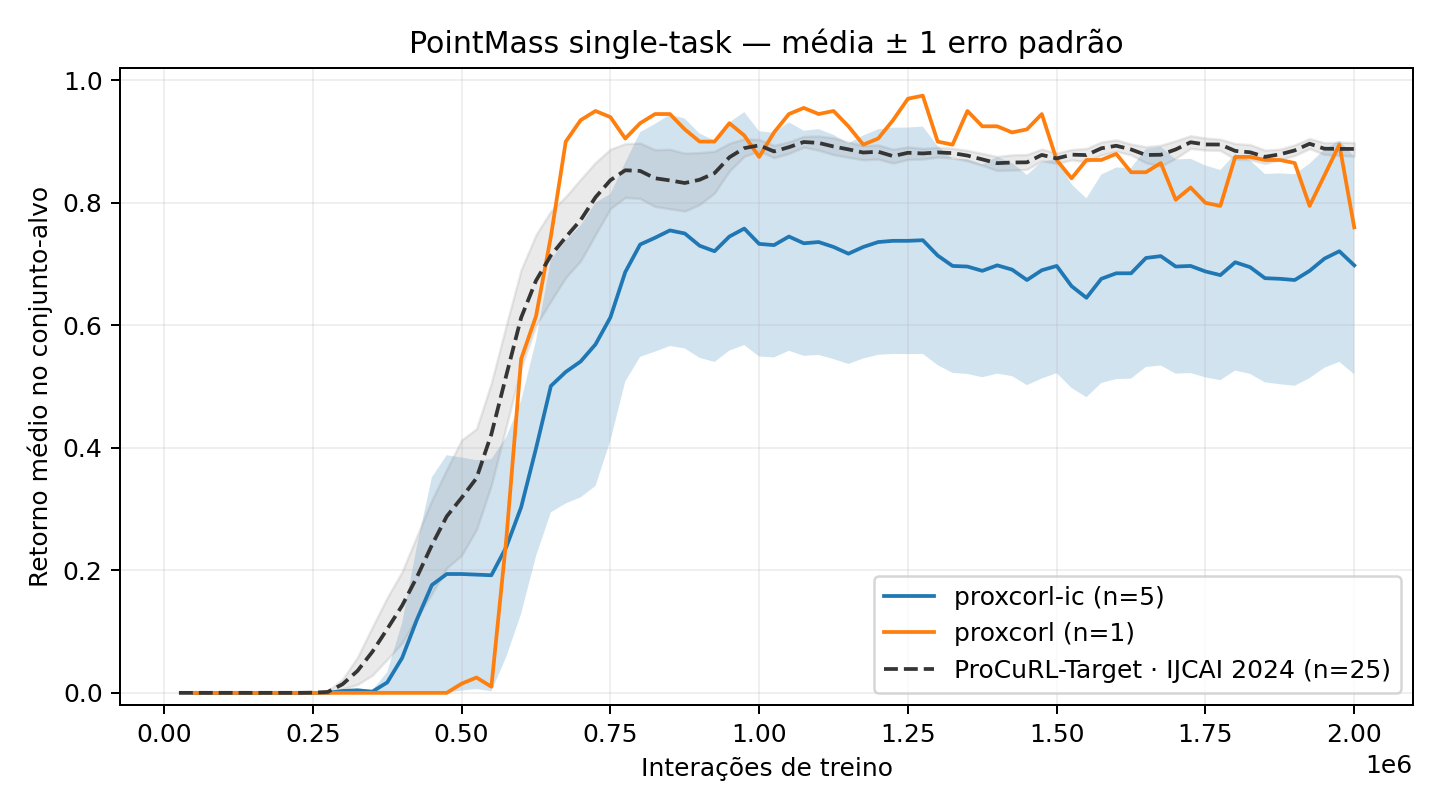 PointMass single-task — média ± 1 erro padrão
Retorno médio no conjunto-alvo
1.0
0.8
0.6
0.4
0.2
0.0
proxcorl-ic (n=5)
proxcorl (n=1)
ProCuRL-Target · IJCAI 2024 (n=25)
0.00 0.25 0.50 0.75 1.00 1.25 1.50 1.75 2.00
1e6
Interações de treino